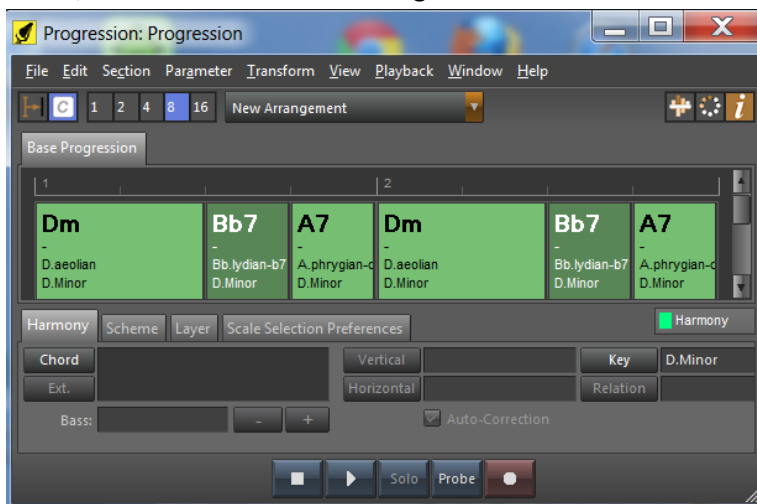 Progression: Progression
File Edit Section Parameter Transform View Playback Window Help
C 1 2 4 8 16 New Arrangement i
Base Progression
1 2
Dm Bb7 A7 Dm Bb7 A7
- - - - - -
D.aeolian Bb.lydian-b7 A.phrygian-d D.aeolian Bb.lydian-b7 A.phrygian-d
D.Minor D.Minor D.Minor D.Minor D.Minor D.Minor
Harmony Scheme Layer Scale Selection Preferences Harmony
Chord Vertical Key D.Minor
Ext. Horizontal Relation
Bass: - + Auto-Correction
Solo Probe